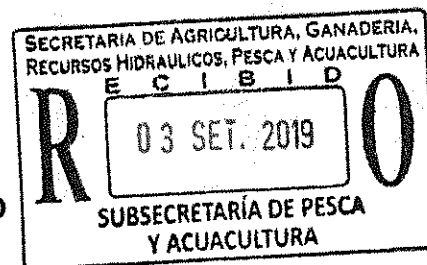 SECRETARIA DE AGRICULTURA, GANADERIA,
RECURSOS HIDRAULICOS, PESCA Y ACUACULTURA
R E C I B I D O
03 SET. 2019
SUBSECRETARÍA DE PESCA
Y ACUACULTURA